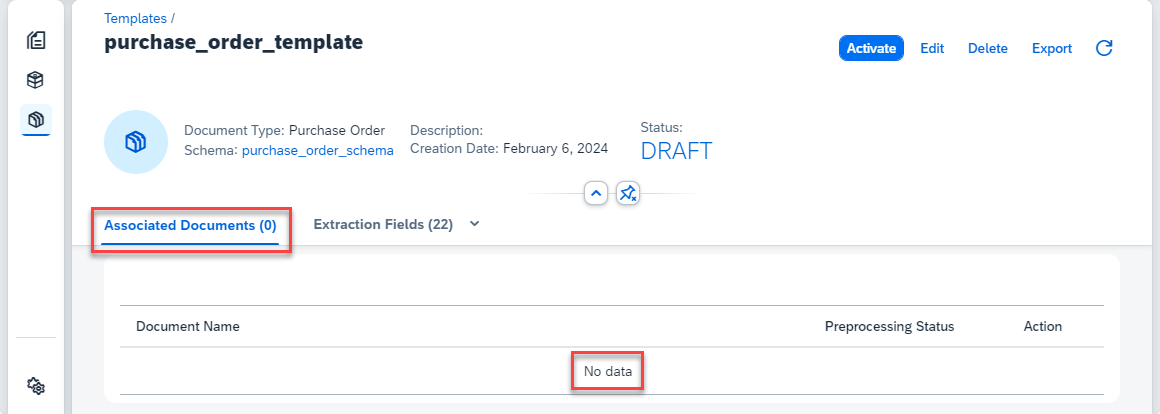 Templates /
purchase_order_template
Activate Edit Delete Export
Document Type: Purchase Order
Schema: purchase_order_schema
Description:
Creation Date: February 6, 2024
Status:
DRAFT
Associated Documents (0) Extraction Fields (22)
Document Name Preprocessing Status Action
No data